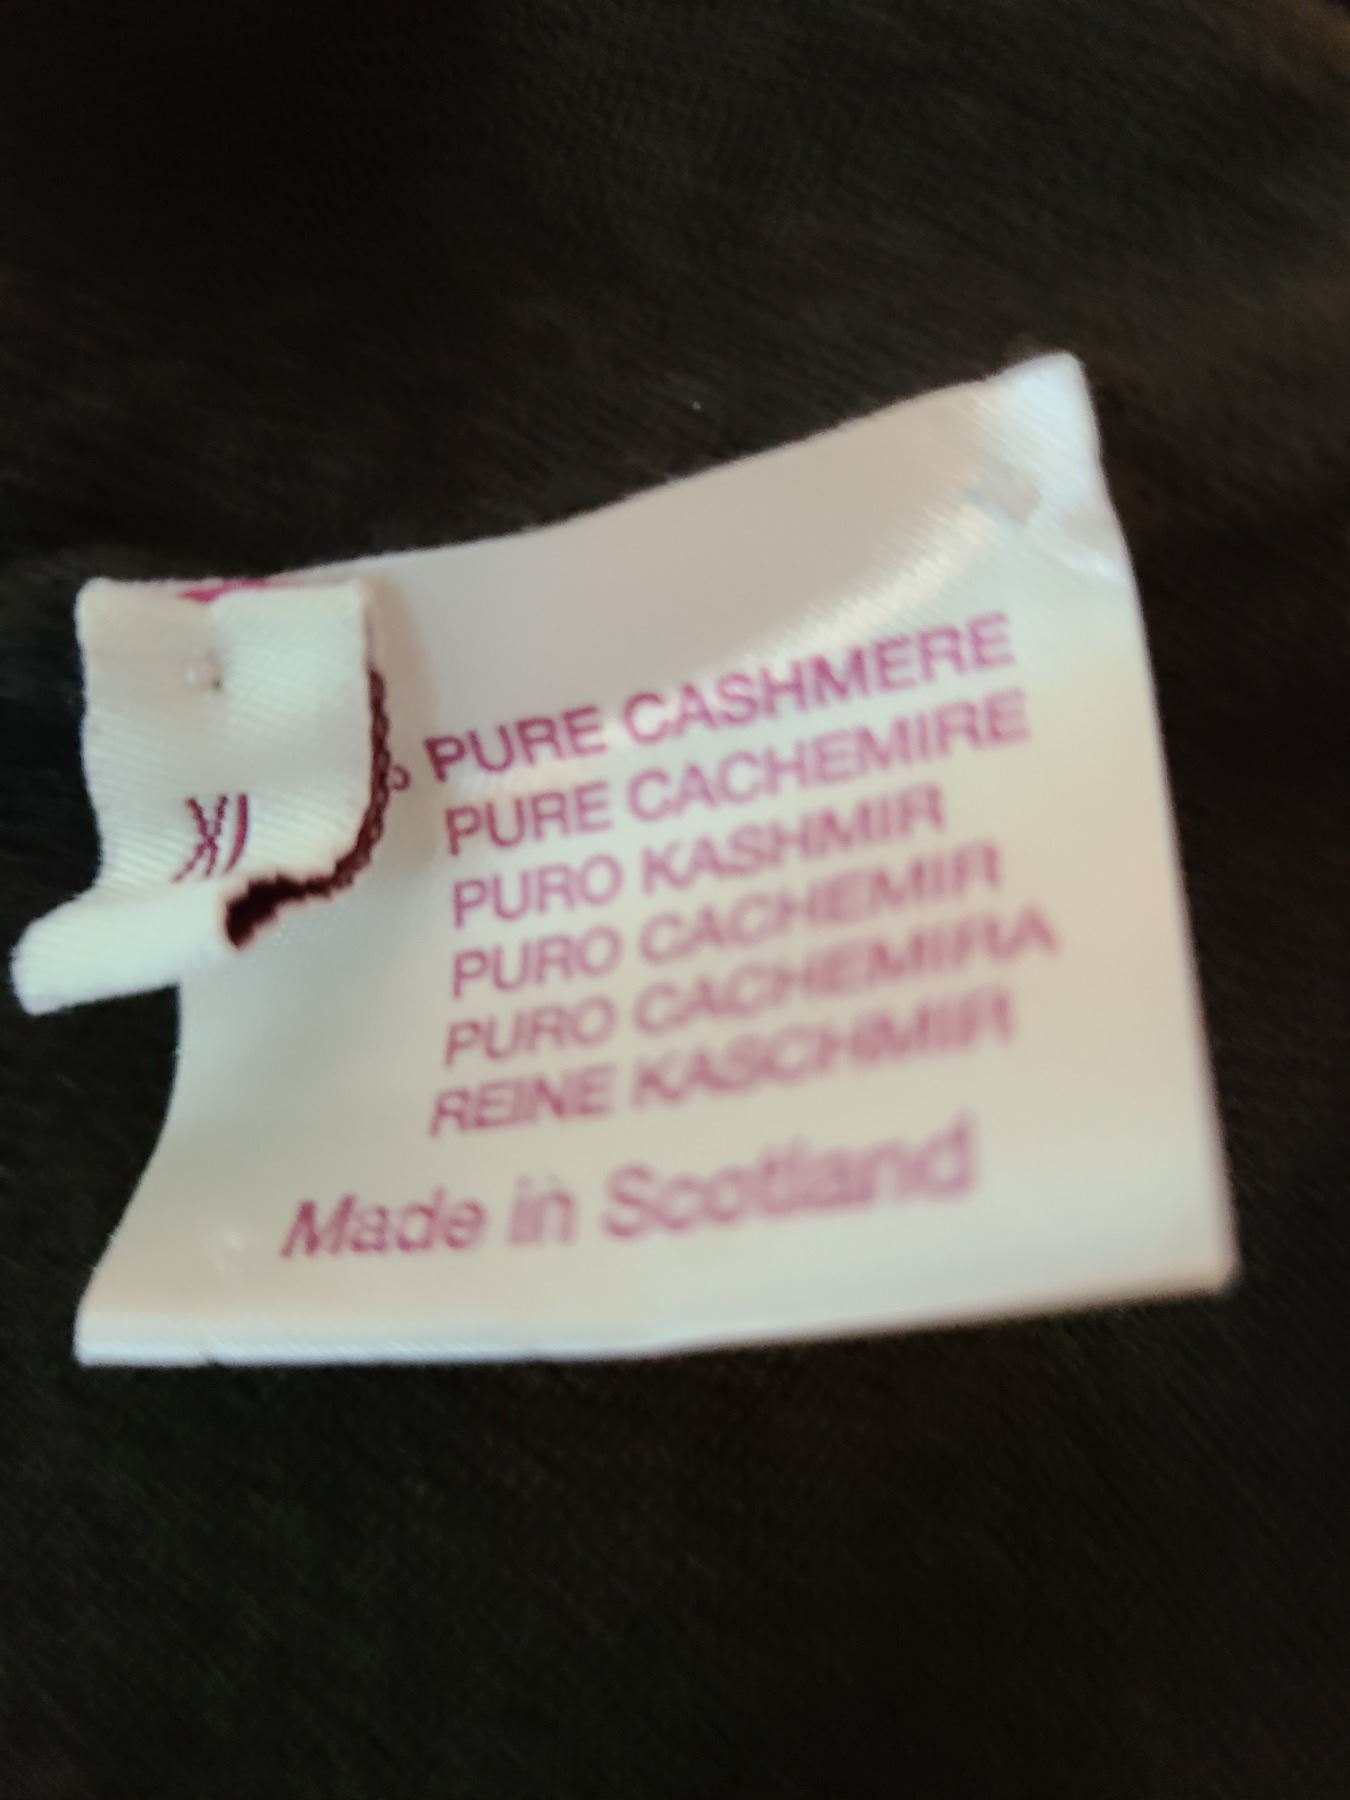 PURE CASHMERE
PURE CACHEMIRE
PURO KASHMIR
PURO CACHEMIR
PURO CACHEMIRA
REINE KASCHMIR
Made in Scotland